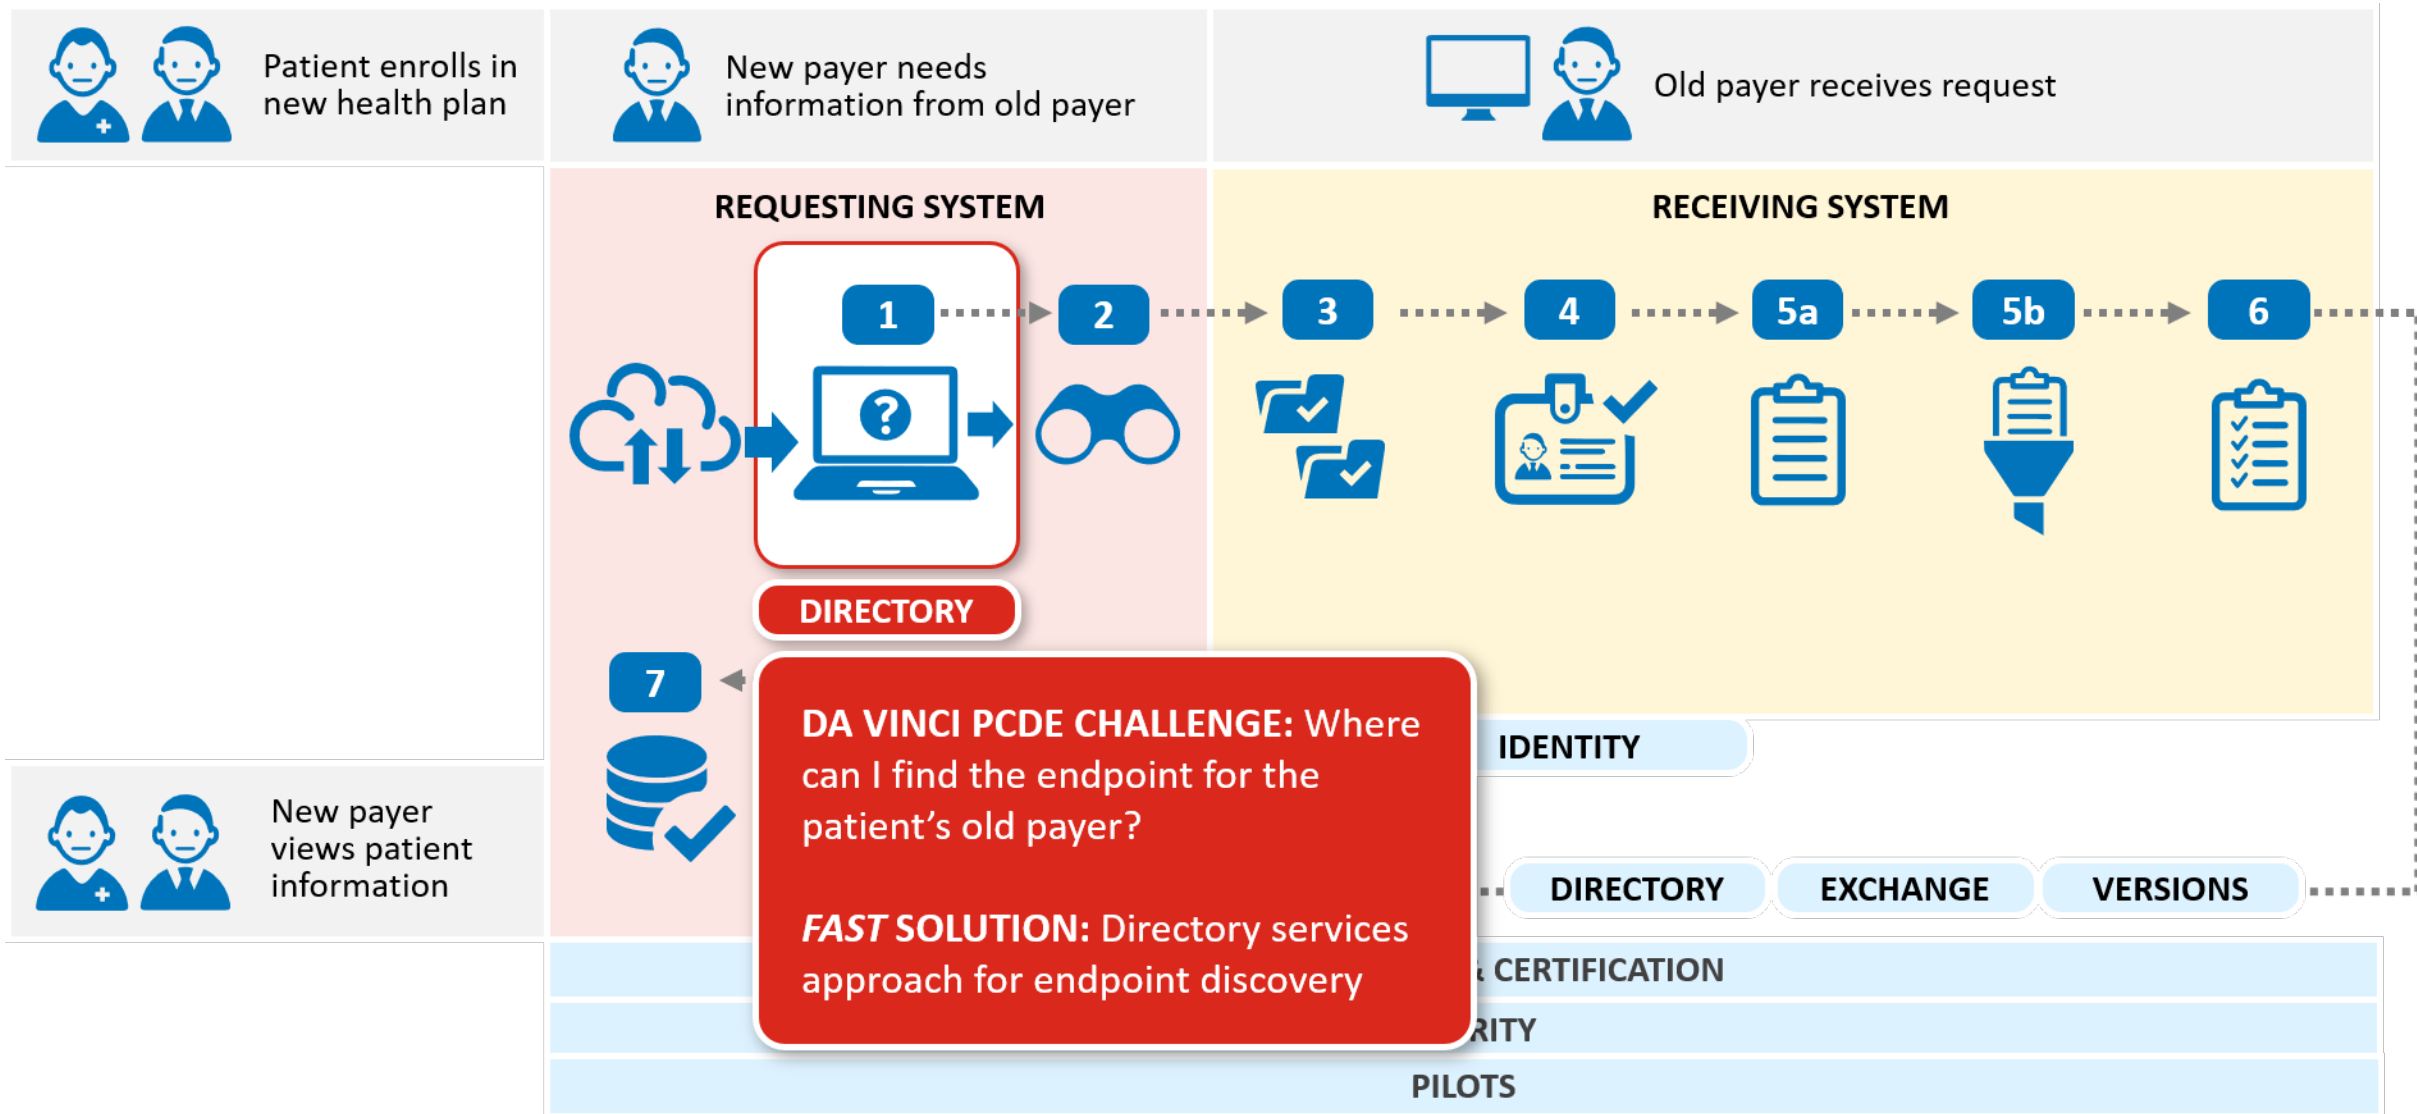 Patient enrolls in
new health plan
New payer needs
information from old payer
Old payer receives request
REQUESTING SYSTEM
RECEIVING SYSTEM
1
2
3
4
5a
5b
6
?
DIRECTORY
7
DA VINCI PCDE CHALLENGE: Where
can I find the endpoint for the
patient’s old payer?
FAST SOLUTION: Directory services
approach for endpoint discovery
IDENTITY
New payer
views patient
information
DIRECTORY
EXCHANGE
VERSIONS
CERTIFICATION
RITY
PILOTS